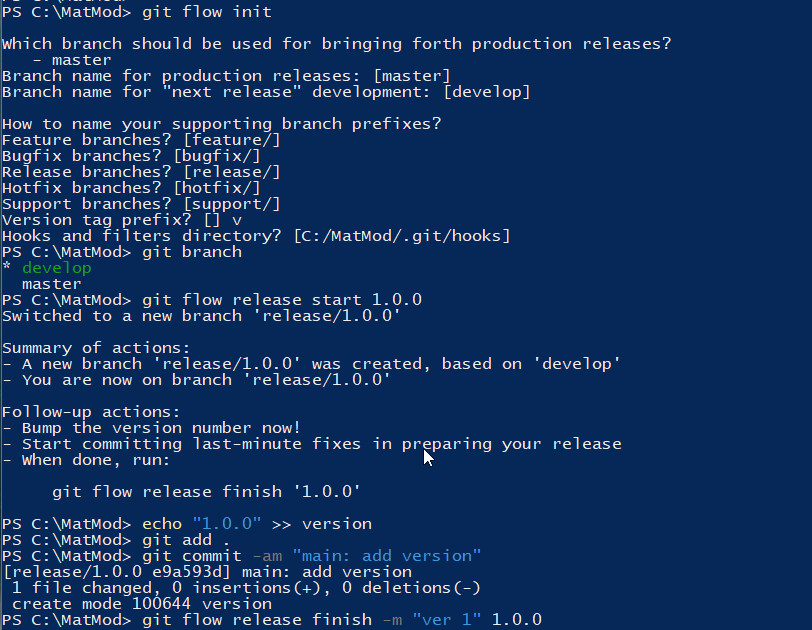 PS C:\MatMod> git flow init
Which branch should be used for bringing forth production releases?
   - master
Branch name for production releases: [master]
Branch name for "next release" development: [develop]
How to name your supporting branch prefixes?
Feature branches? [feature/]
Bugfix branches? [bugfix/]
Release branches? [release/]
Hotfix branches? [hotfix/]
Support branches? [support/]
Version tag prefix? [] v
Hooks and filters directory? [C:/MatMod/.git/hooks]
PS C:\MatMod> git branch
* develop
  master
PS C:\MatMod> git flow release start 1.0.0
Switched to a new branch 'release/1.0.0'
Summary of actions:
- A new branch 'release/1.0.0' was created, based on 'develop'
- You are now on branch 'release/1.0.0'
Follow-up actions:
- Bump the version number now!
- Start committing last-minute fixes in preparing your release
- When done, run:
     git flow release finish '1.0.0'
PS C:\MatMod> echo "1.0.0" >> version
PS C:\MatMod> git add .
PS C:\MatMod> git commit -am "main: add version"
[release/1.0.0 e9a593d] main: add version
 1 file changed, 0 insertions(+), 0 deletions(-)
 create mode 100644 version
PS C:\MatMod> git flow release finish -m "ver 1" 1.0.0